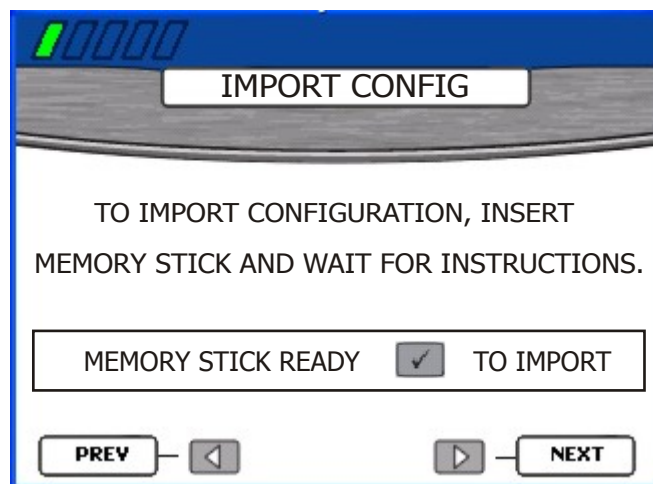 IMPORT CONFIG
TO IMPORT CONFIGURATION, INSERT
MEMORY STICK AND WAIT FOR INSTRUCTIONS.
MEMORY STICK READY ✓ TO IMPORT
PREV NEXT